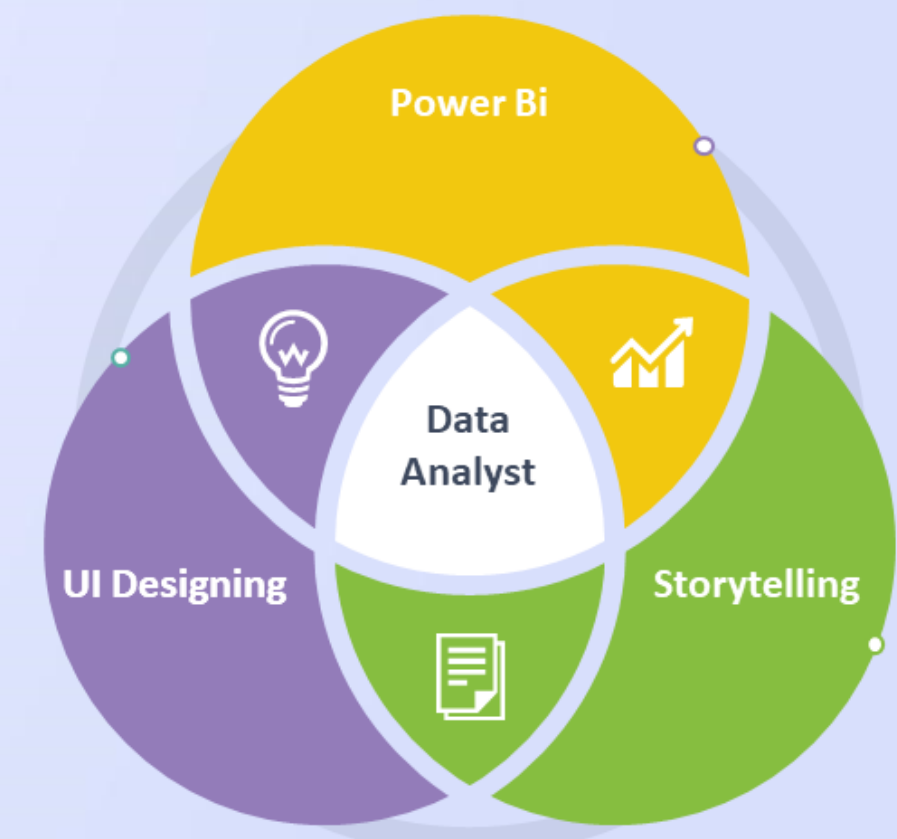 Power Bi
Data
Analyst
UI Designing
Storytelling